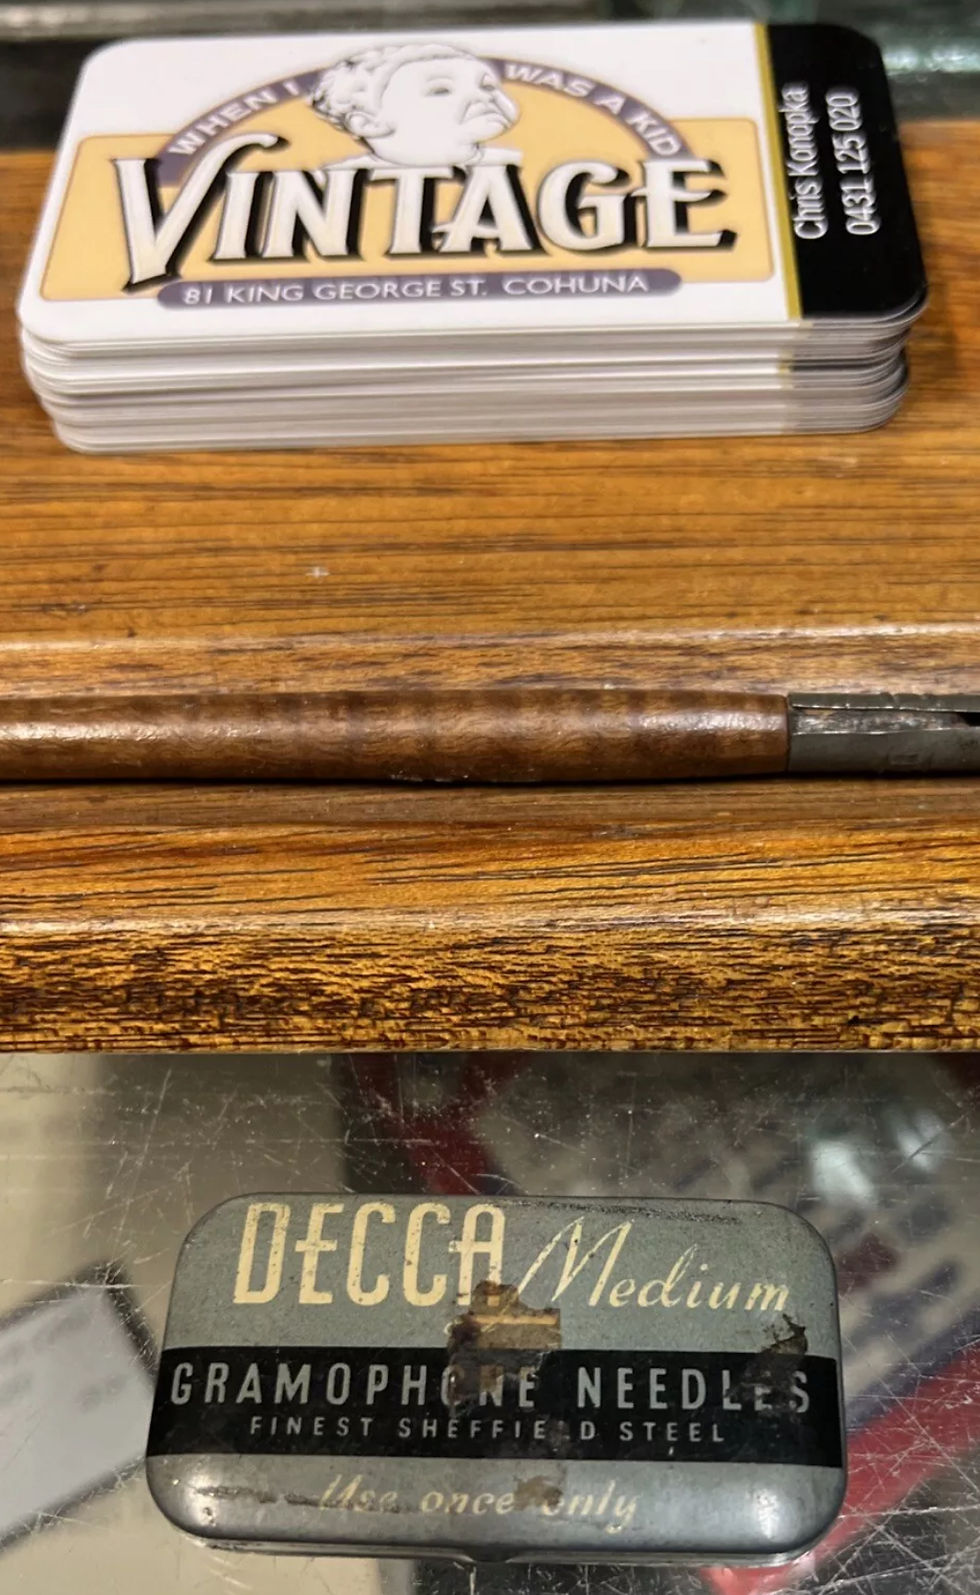 WHEN I WAS A KID
VINTAGE
81 KING GEORGE ST. COHUNA
Chris Konopka
0431 125 020
DECCA Medium
GRAMOPHONE NEEDLES
FINEST SHEFFIELD STEEL
Use once only